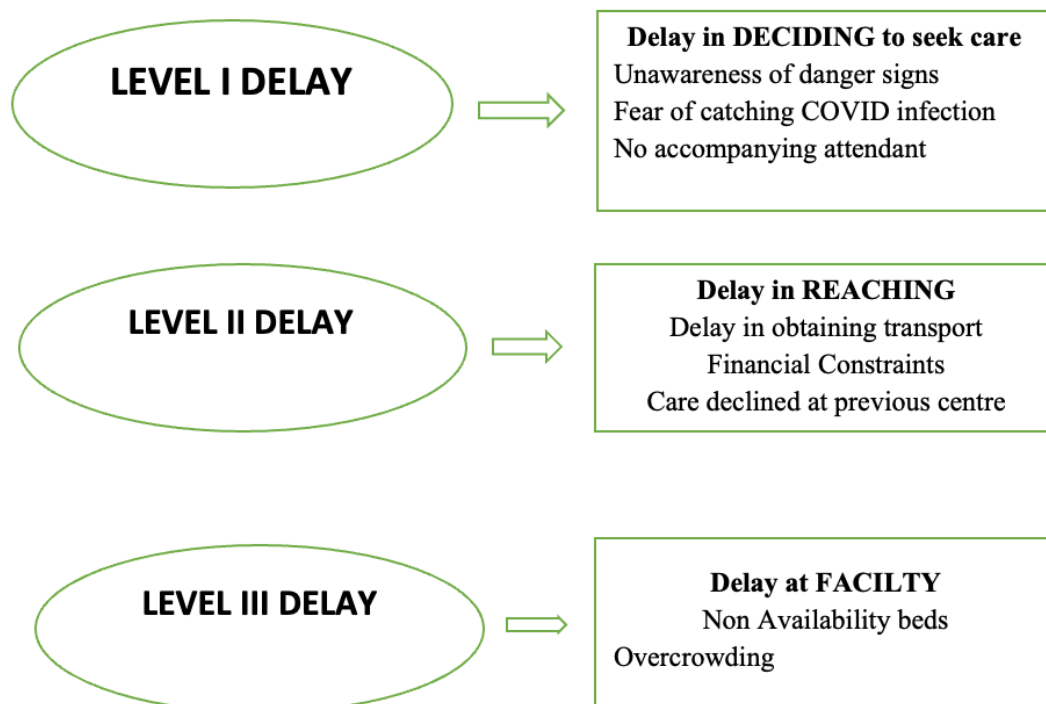 LEVEL I DELAY
Delay in DECIDING to seek care
Unawareness of danger signs
Fear of catching COVID infection
No accompanying attendant
LEVEL II DELAY
Delay in REACHING
Delay in obtaining transport
Financial Constraints
Care declined at previous centre
LEVEL III DELAY
Delay at FACILTY
Non Availability beds
Overcrowding